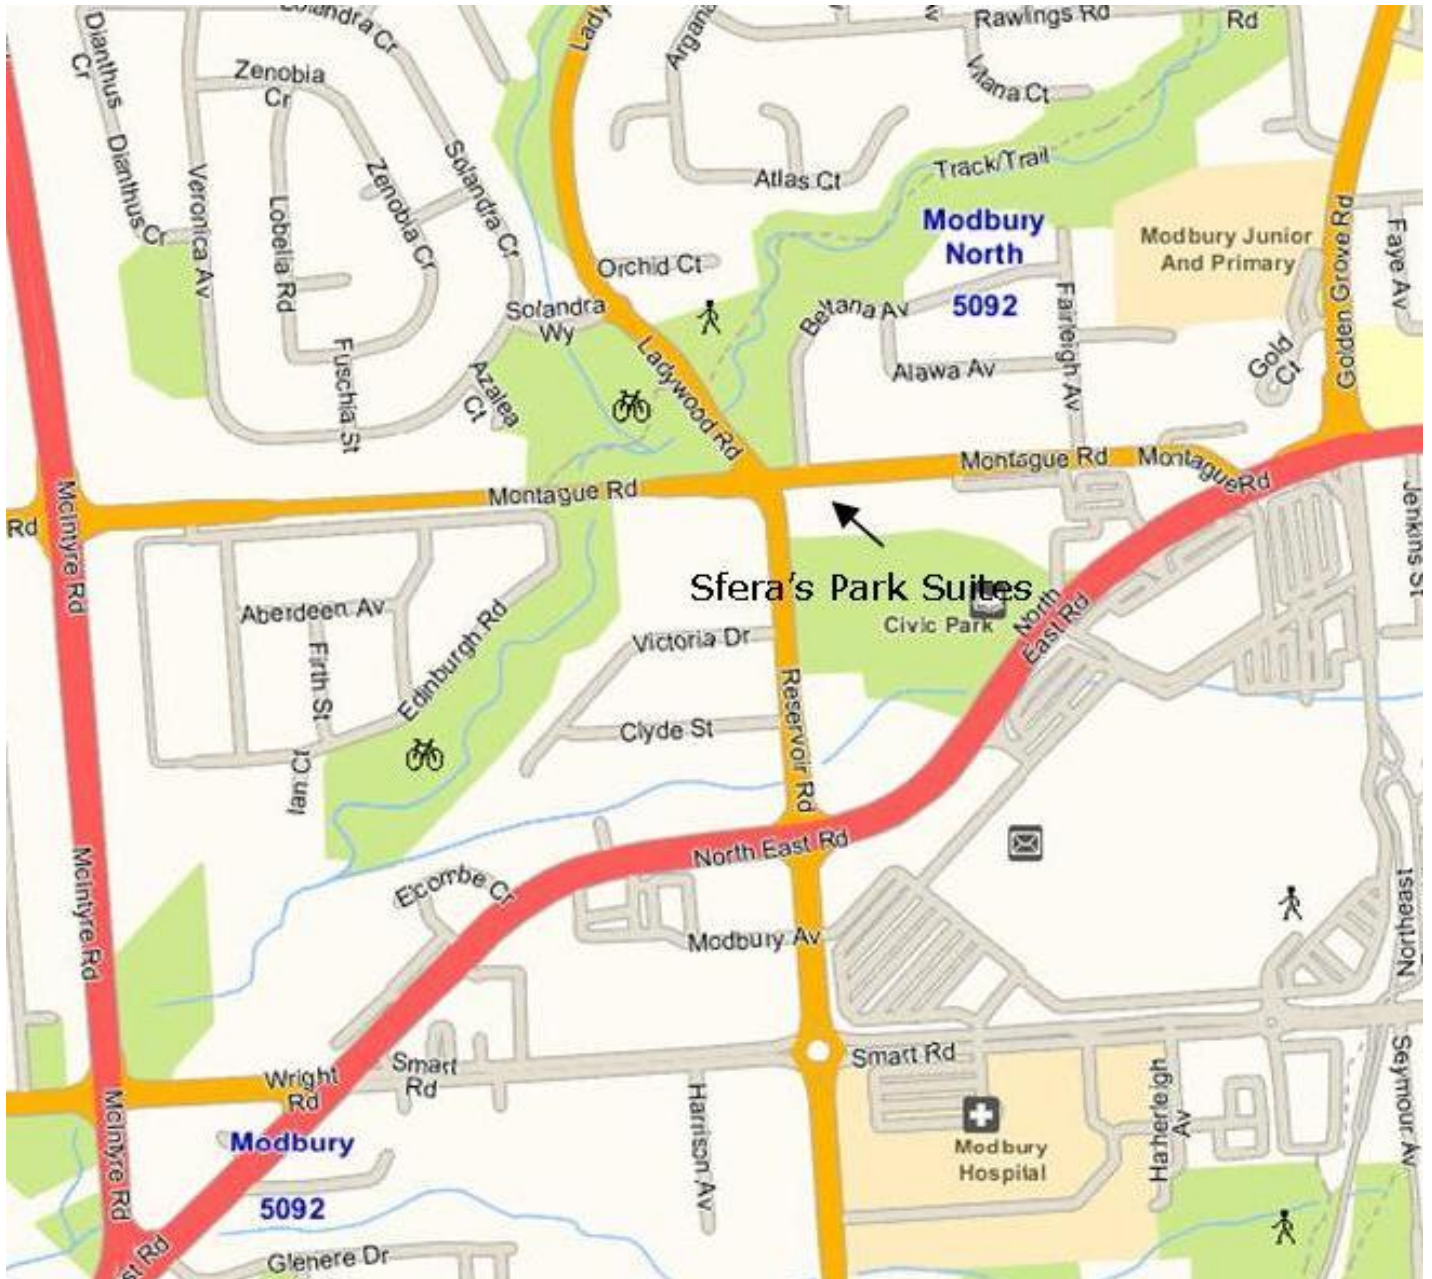 Dianthus
Cr
Zenobia
Cr
Rawlings Rd
Rd
Dianthus Cr
Veronica Av
Lobelia Rd
Zenobia Cr
Solandra Cr
Atlas Ct
Track/Trail
Modbury
North
5092
Modbury Junior
And Primary
Golden Grove Rd
Faye Av
Orchid Ct
Solandra
Wy
Beltana Av
Fairleigh Av
Alawa Av
Gold
Ct
Fuschia St
Azalea
Ct
Ladywood Rd
Montague Rd
Montague Rd
Montague Rd
Rd
McIntyre Rd
Jenkins St
Sfera's Park Suites
Civic Park
North
East Rd
Aberdeen Av
Firth St
Edinburgh Rd
Victoria Dr
Clyde St
Reservoir Rd
Ian Ct
North East Rd
McIntyre Rd
Elcombe Cr
Modbury Av
Northeast
Smart
Rd
Smart Rd
Wright
Rd
McIntyre Rd
Modbury
5092
Harrison Av
Modbury
Hospital
Hatherleigh
Av
Seymour Av
Glenere Dr
st Rd